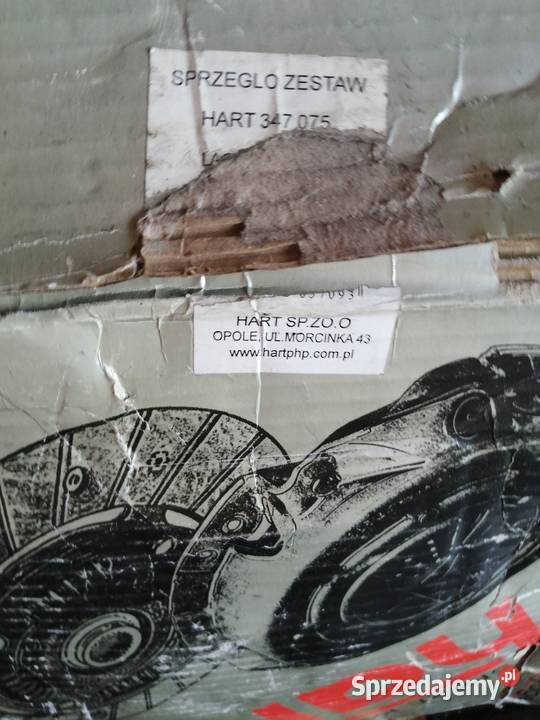 SPRZEGLO ZESTAW
HART 347 075
HART SP.ZO.O
OPOLE, UL.MORCINKA 43
www.hartphp.com.pl
Sprzedajemy.pl